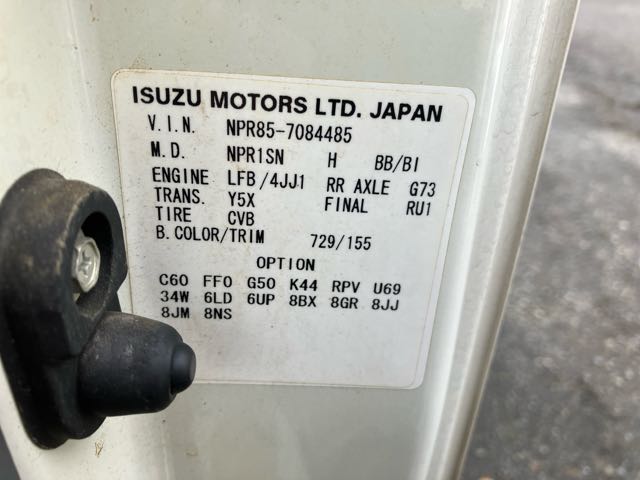 ISUZU MOTORS LTD. JAPAN
V.I.N. NPR85-7084485
M.D. NPR1SN H BB/BI
ENGINE LFB/4JJ1 RR AXLE G73
TRANS. Y5X FINAL RU1
TIRE CVB
B.COLOR/TRIM 729/155
OPTION
C60 FF0 G50 K44 RPV U69
34W 6LD 6UP 8BX 8GR 8JJ
8JM 8NS